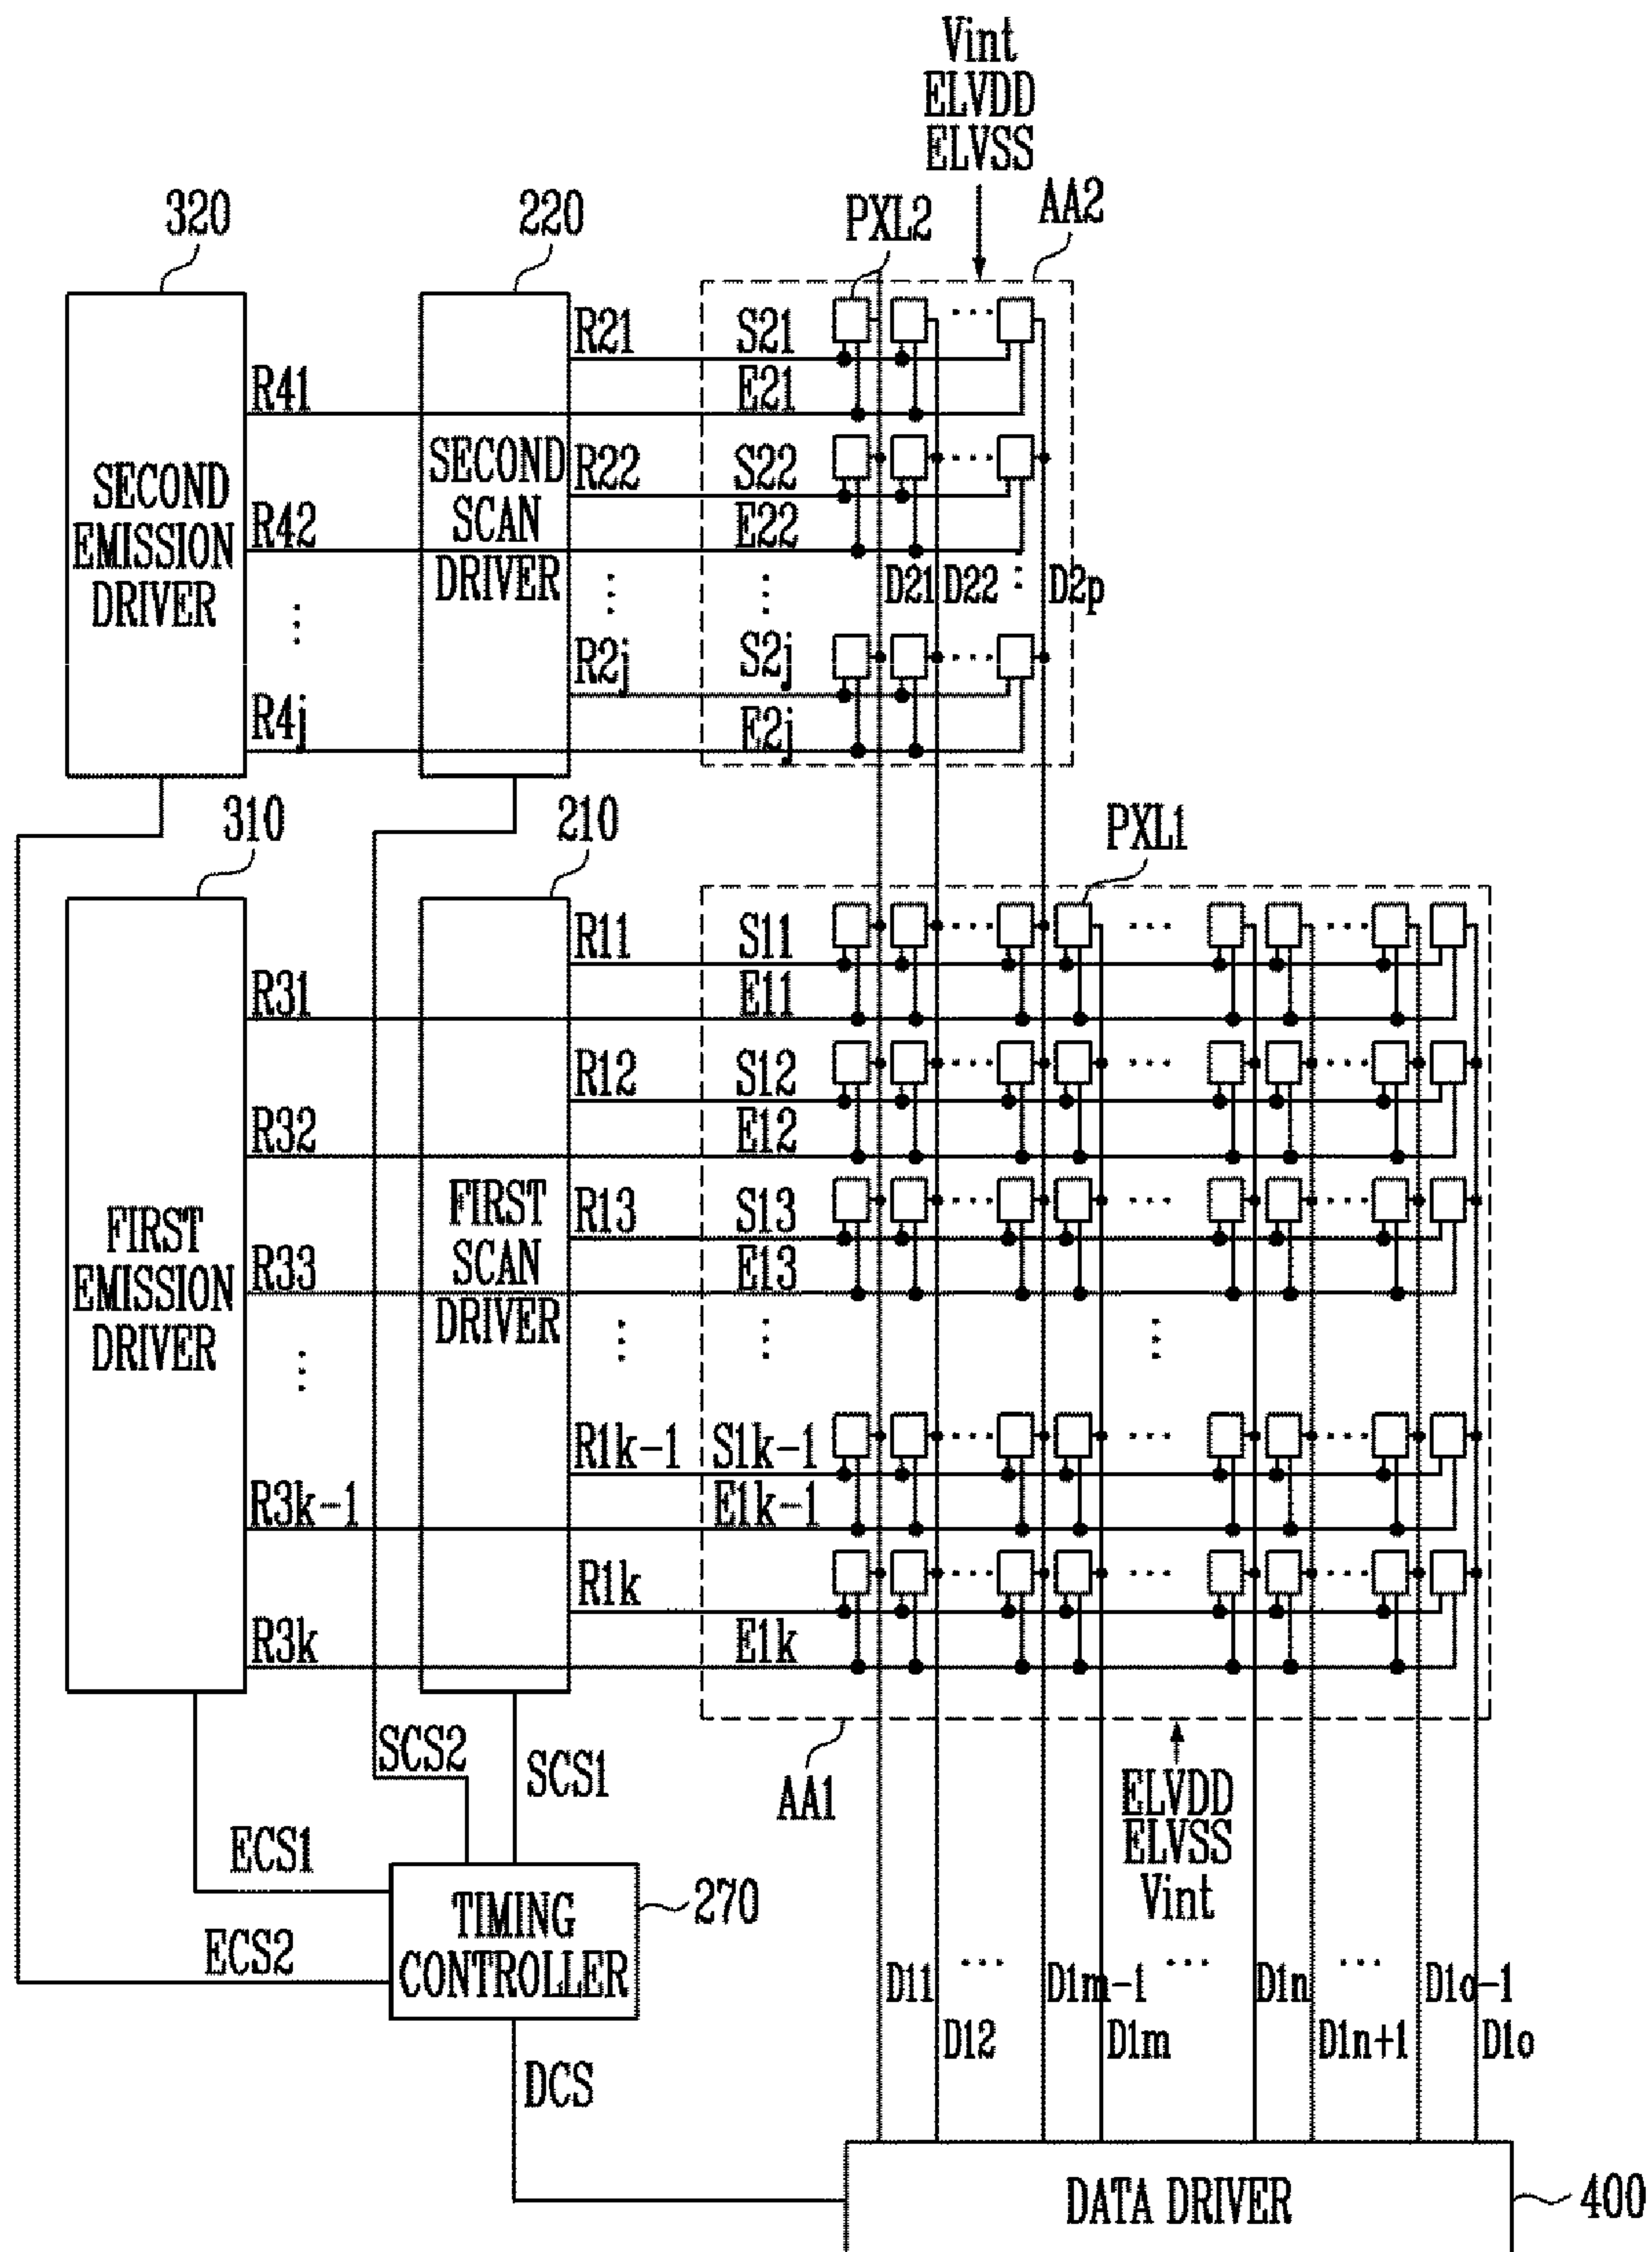 Vint
ELVDD
ELVSS
320
220
PXL2
AA2
R21
S21
R41
E21
SECOND
EMISSION
DRIVER
SECOND
SCAN
DRIVER
R22
S22
R42
E22
⋮
⋮
⋮
D21
D22
⋮
D2p
R2j
S2j
R4j
E2j
310
210
PXL1
R11
S11
R31
E11
R12
S12
R32
E12
FIRST
EMISSION
DRIVER
FIRST
SCAN
DRIVER
R13
S13
R33
E13
⋮
⋮
⋮
⋮
R1k-1
S1k-1
R3k-1
E1k-1
R1k
R3k
E1k
SCS2
SCS1
AA1
ELVDD
ELVSS
Vint
ECS1
ECS2
TIMING
CONTROLLER
270
D11
...
D1m-1
...
D1n
...
D1o-1
D12
D1m
D1n+1
D1o
DCS
DATA DRIVER
400